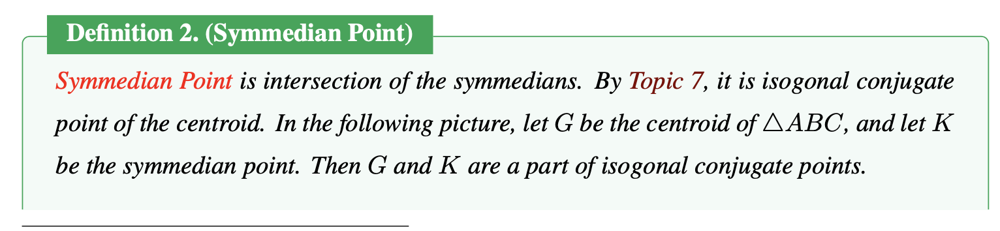 Definition 2. (Symmedian Point)
Symmedian Point is intersection of the symmedians. By Topic 7, it is isogonal conjugate
point of the centroid. In the following picture, let G be the centroid of △ABC, and let K
be the symmedian point. Then G and K are a part of isogonal conjugate points.